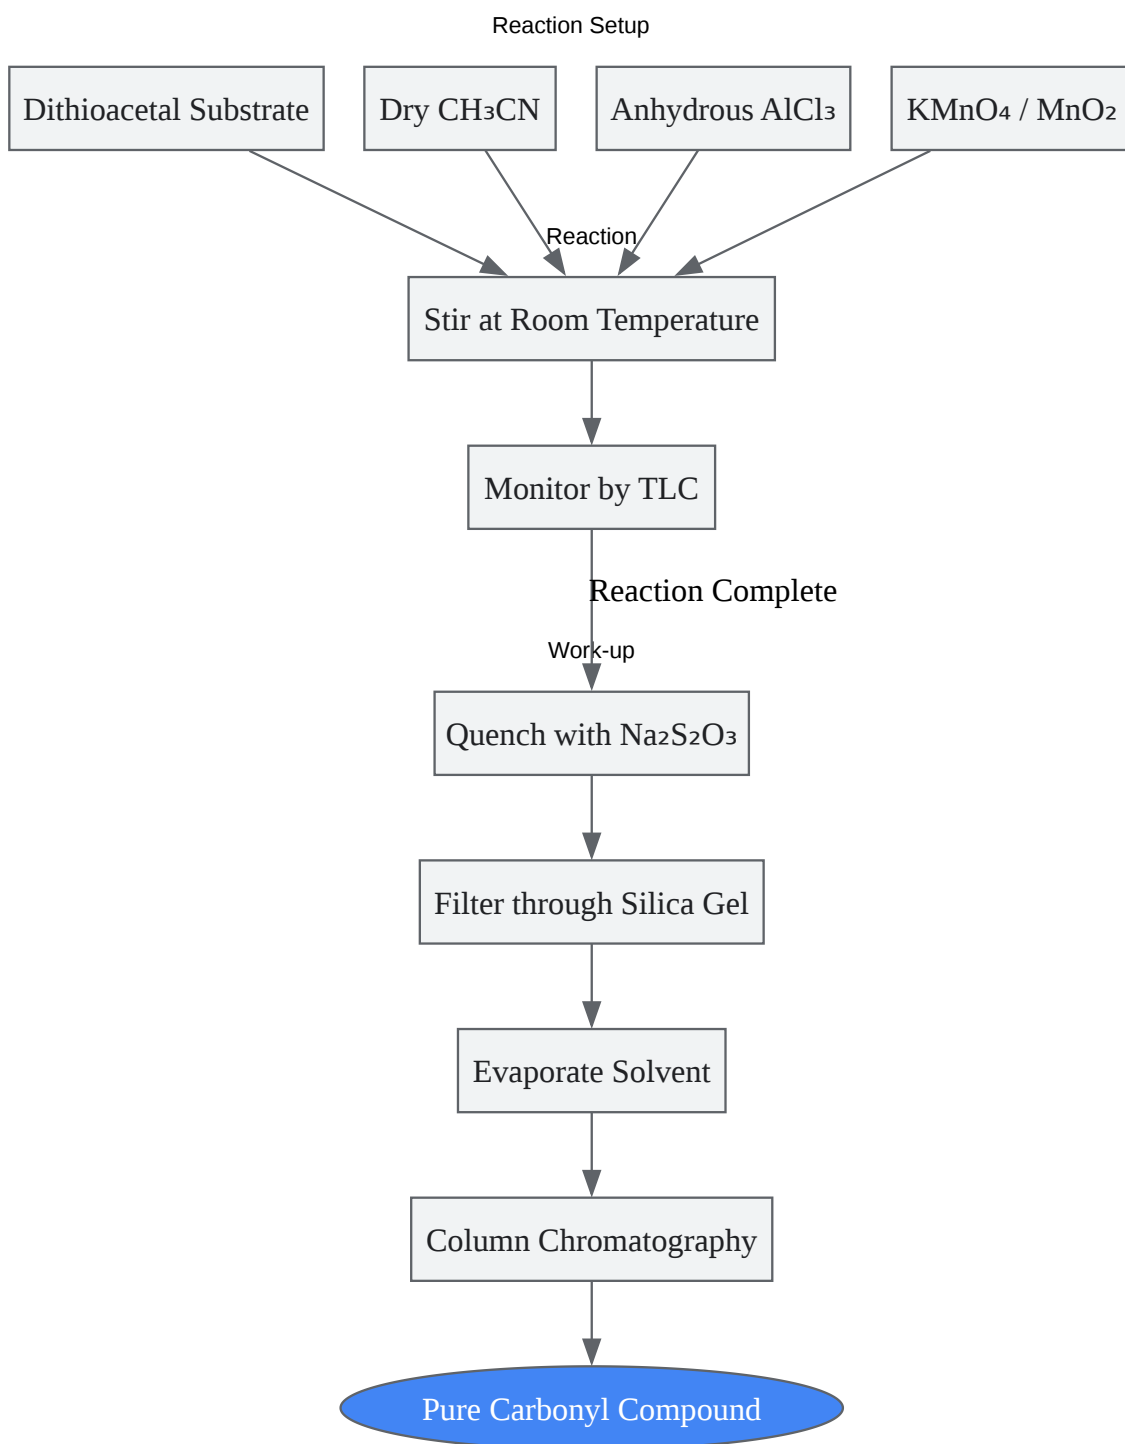 Reaction Setup
Dithioacetal Substrate
Dry CH₃CN
Anhydrous AlCl₃
KMnO₄ / MnO₂
Reaction
Stir at Room Temperature
Monitor by TLC
Reaction Complete
Work-up
Quench with Na₂S₂O₃
Filter through Silica Gel
Evaporate Solvent
Column Chromatography
Pure Carbonyl Compound